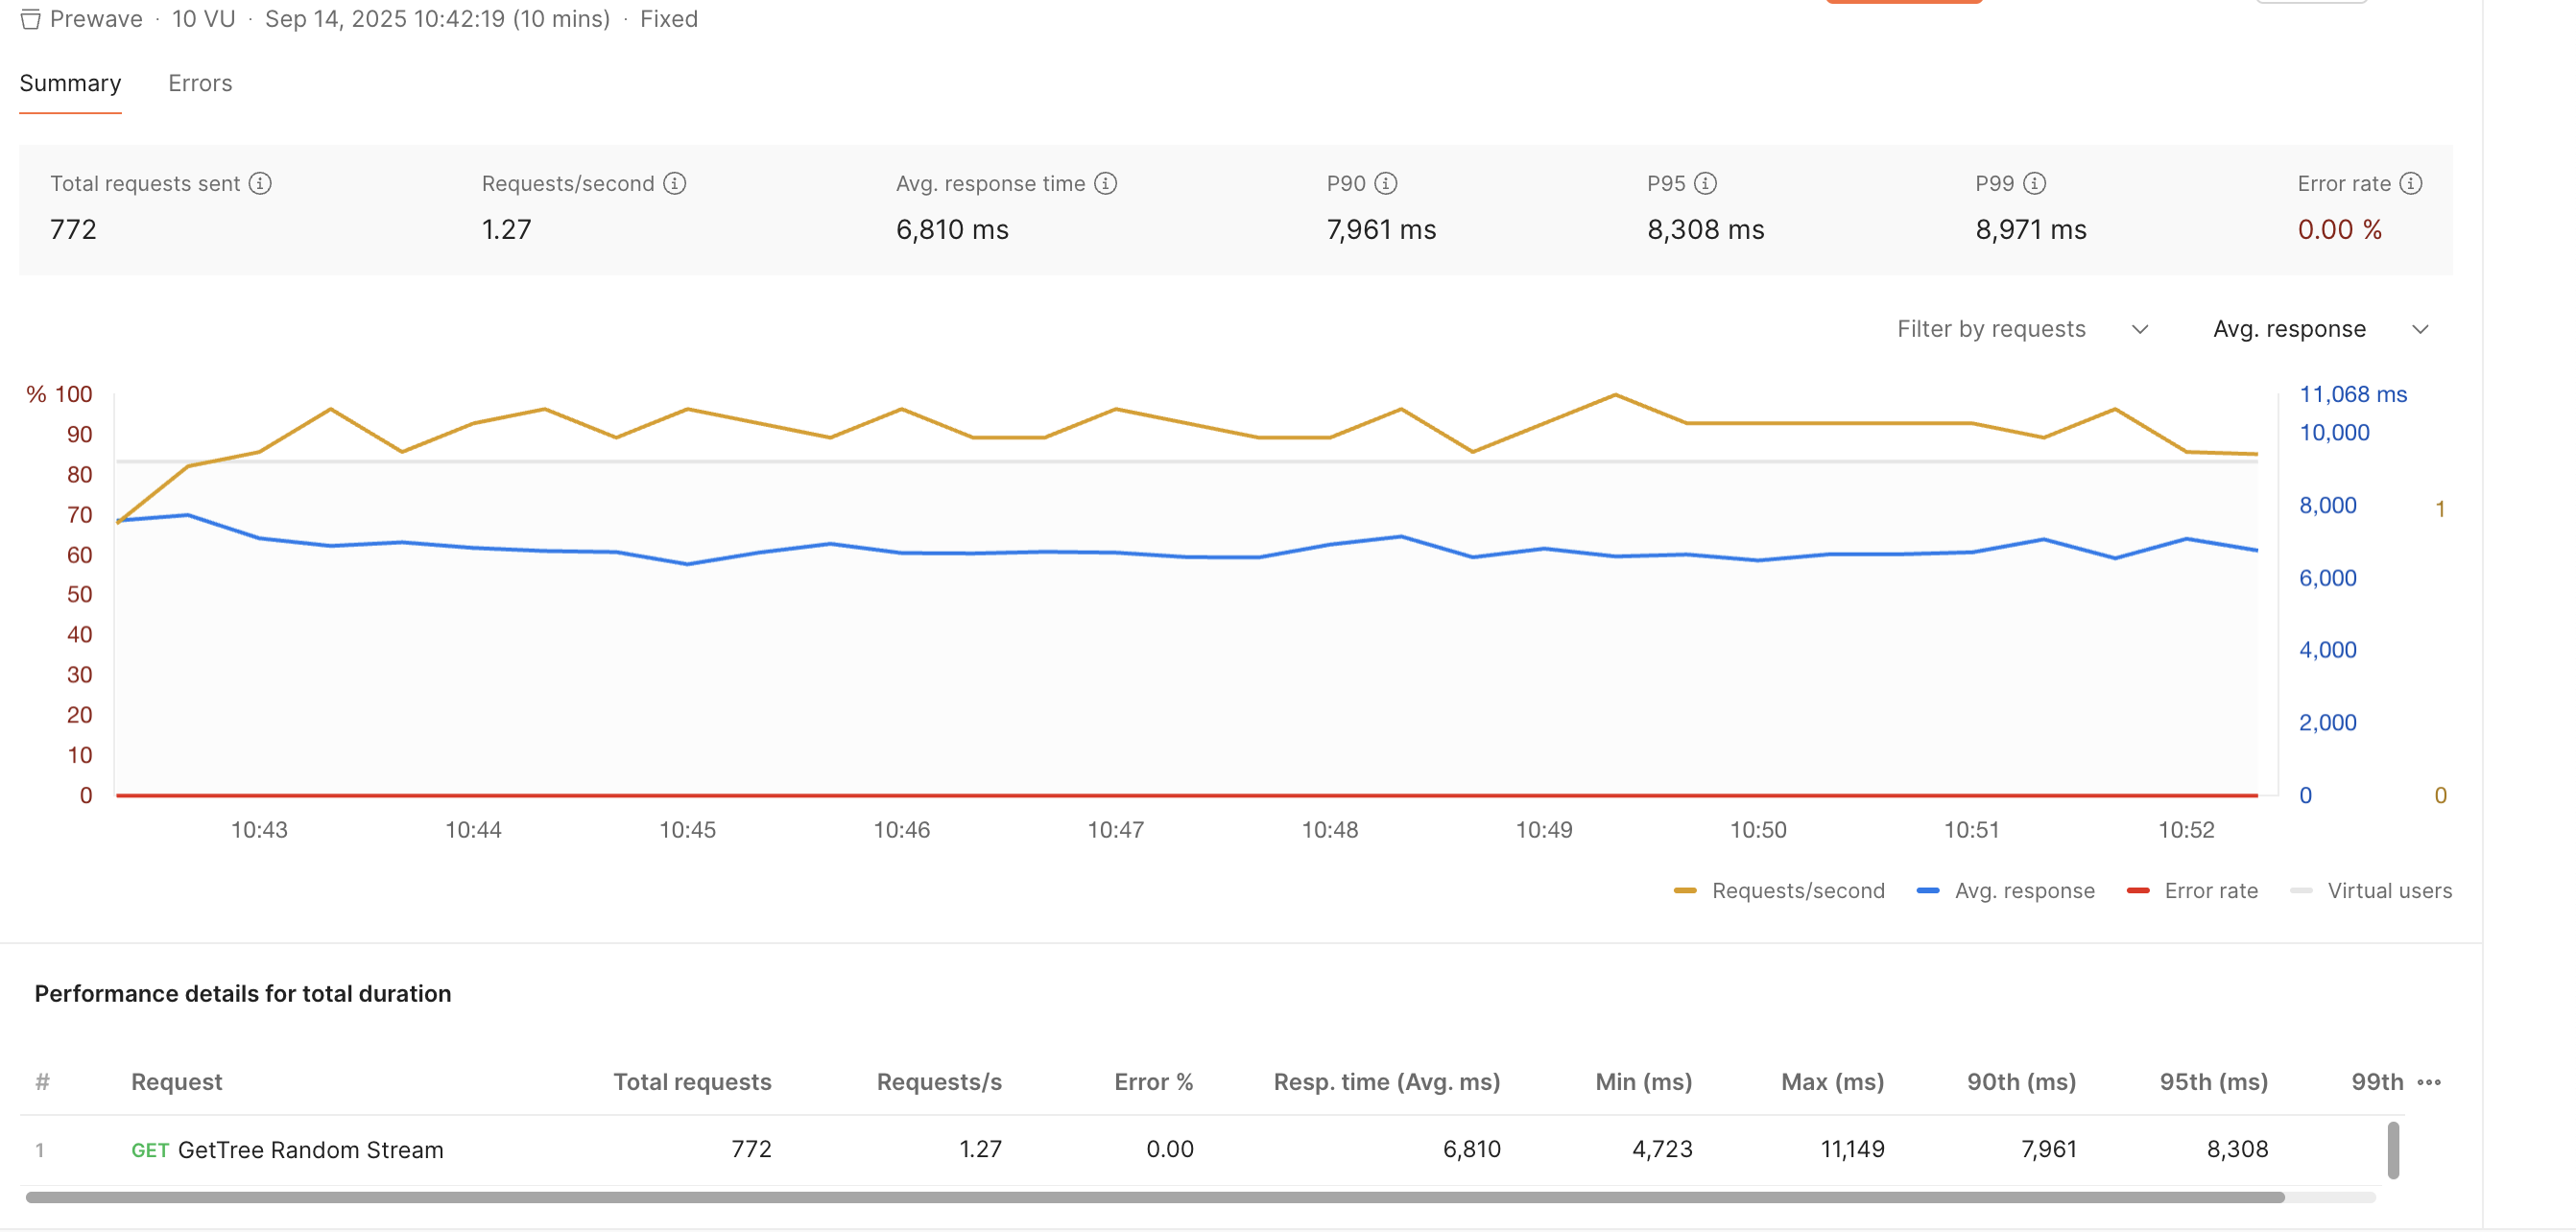 Prewave · 10 VU · Sep 14, 2025 10:42:19 (10 mins) · Fixed
Summary Errors
Total requests sent Requests/second Avg. response time P90 P95 P99 Error rate
772 1.27 6,810 ms 7,961 ms 8,308 ms 8,971 ms 0.00 %
Filter by requests Avg. response
% 100 11,068 ms
90 10,000
80
70 8,000 1
60 6,000
50
40 4,000
30
20 2,000
10
0 0 0
10:43 10:44 10:45 10:46 10:47 10:48 10:49 10:50 10:51 10:52
Requests/second Avg. response Error rate Virtual users
Performance details for total duration
# Request Total requests Requests/s Error % Resp. time (Avg. ms) Min (ms) Max (ms) 90th (ms) 95th (ms) 99th
1 GET GetTree Random Stream 772 1.27 0.00 6,810 4,723 11,149 7,961 8,308